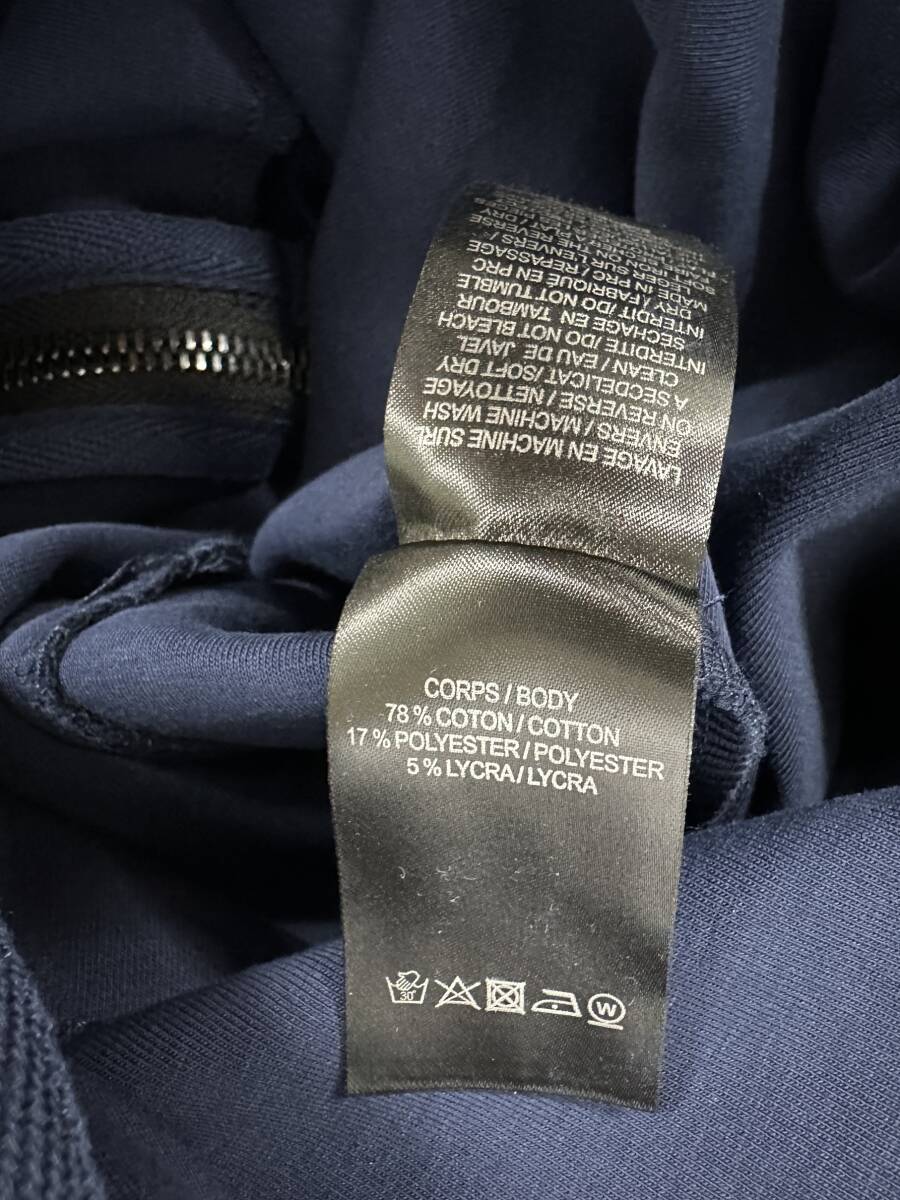 LAVAGE EN MACHINE SURL
ENVERS / MACHINE WASH
ON REVERSE / NETTOYAGE
A SECDELICAT/SOFT DRY
CLEAN / EAU DE JAVEL
INTERDITE/DO NOT BLEACH
SECHAGE EN TAMBOUR
INTERDIT/DO NOT TUMBLE
DRY / FABRIQUE EN PRC
MADE IN PRC / REPASSAGE
CORPS / BODY
78 % COTON / COTTON
17 % POLYESTER / POLYESTER
5 % LYCRA / LYCRA
30° W